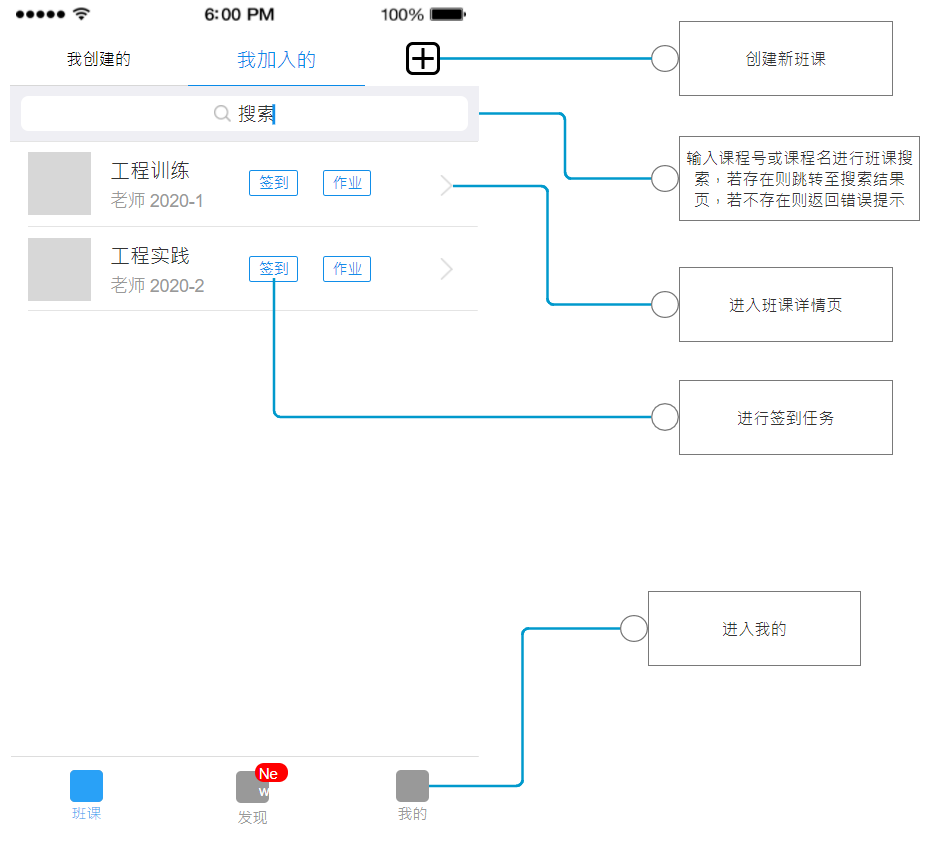 6:00 PM
100%
我创建的
我加入的
创建新班课
搜索
输入课程号或课程名进行班课搜
索，若存在则跳转至搜索结果
页，若不存在则返回错误提示
工程训练
签到
作业
老师 2020-1
工程实践
签到
作业
老师 2020-2
进入班课详情页
进行签到任务
进入我的
Ne
w
班课
发现
我的